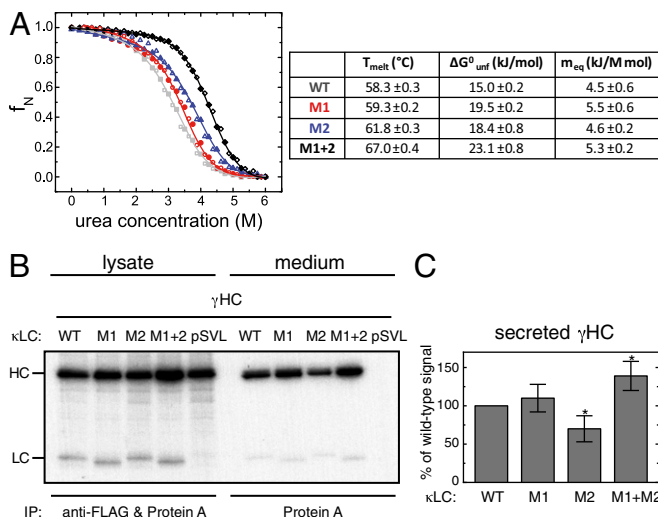 A
1.0
0.8
0.6
0.4
0.2
0.0
f_N
0 1 2 3 4 5 6
urea concentration (M)
T_melt (°C) ΔG⁰_unf (kJ/mol) m_eq (kJ/M mol)
WT 58.3 ±0.3 15.0 ±0.2 4.5 ±0.6
M1 59.3 ±0.2 19.5 ±0.2 5.5 ±0.6
M2 61.8 ±0.3 18.4 ±0.8 4.6 ±0.2
M1+2 67.0 ±0.4 23.1 ±0.8 5.3 ±0.2
B
lysate medium
γHC
κLC: WT M1 M2 M1+2 pSVL WT M1 M2 M1+2 pSVL
HC
LC
IP: anti-FLAG & Protein A Protein A
C
secreted γHC
% of wild-type signal
150
100
50
0
* *
κLC: WT M1 M2 M1+M2